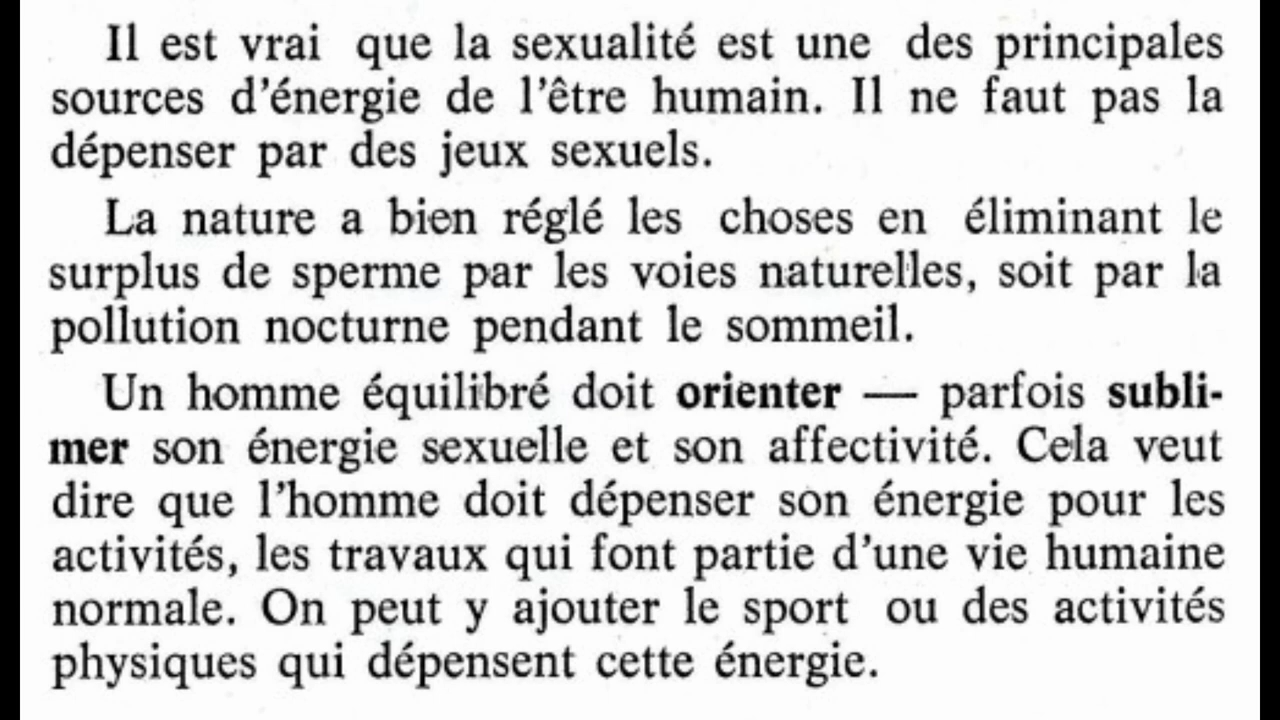 Il est vrai que la sexualité est une des principales
sources d'énergie de l'être humain. Il ne faut pas la
dépenser par des jeux sexuels.
La nature a bien réglé les choses en éliminant le
surplus de sperme par les voies naturelles, soit par la
pollution nocturne pendant le sommeil.
Un homme équilibré doit orienter — parfois subli-
mer son énergie sexuelle et son affectivité. Cela veut
dire que l'homme doit dépenser son énergie pour les
activités, les travaux qui font partie d'une vie humaine
normale. On peut y ajouter le sport ou des activités
physiques qui dépensent cette énergie.